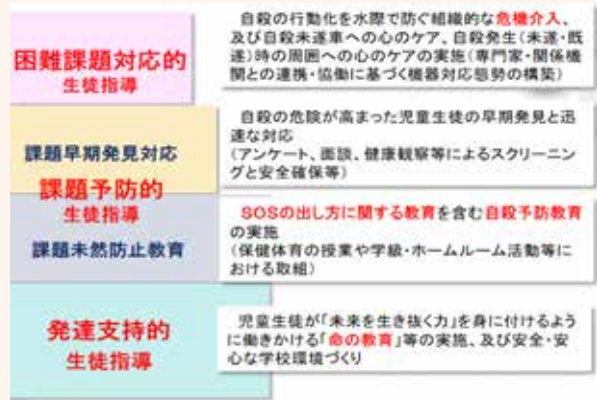 困難課題対応的
生徒指導
自殺の行動化を水際で防ぐ組織的な危機介入、
及び自殺未遂車への心のケア、自殺発生(未遂・既
遂)時の周囲への心のケアの実施(専門家・関係機
関との連携・協働に基づく機器対応態勢の構築)
課題早期発見対応
自殺の危険が高まった児童生徒の早期発見と迅
速な対応
(アンケート、面談、健康観察等によるスクリーニン
グと安全確保等)
課題予防的
生徒指導
課題未然防止教育
SOSの出し方に関する教育を含む自殺予防教育
の実施
(保健体育の授業や学級・ホームルーム活動等に
おける取組)
発達支持的
生徒指導
児童生徒が「未来を生き抜く力」を身に付けるよう
に働きかける「命の教育」等の実施、及び安全・安
心な学校環境づくり